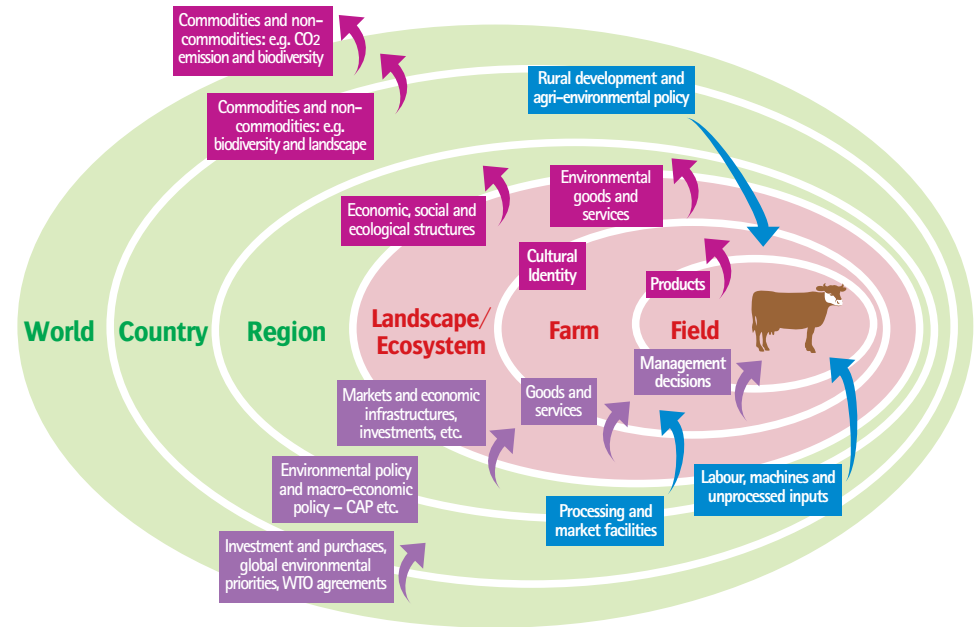 Commodities and non-
commodities: e.g. CO2
emission and biodiversity
Rural development and
agri-environmental policy
Commodities and non-
commodities: e.g.
biodiversity and landscape
Environmental
goods and
services
Economic, social and
ecological structures
Cultural
Identity
Products
World
Country
Region
Landscape/
Ecosystem
Farm
Field
Management
decisions
Markets and economic
infrastructures,
investments, etc.
Goods and
services
Environmental policy
and macro-economic
policy – CAP etc.
Labour, machines and
unprocessed inputs
Processing and
market facilities
Investment and purchases,
global environmental
priorities, WTO agreements